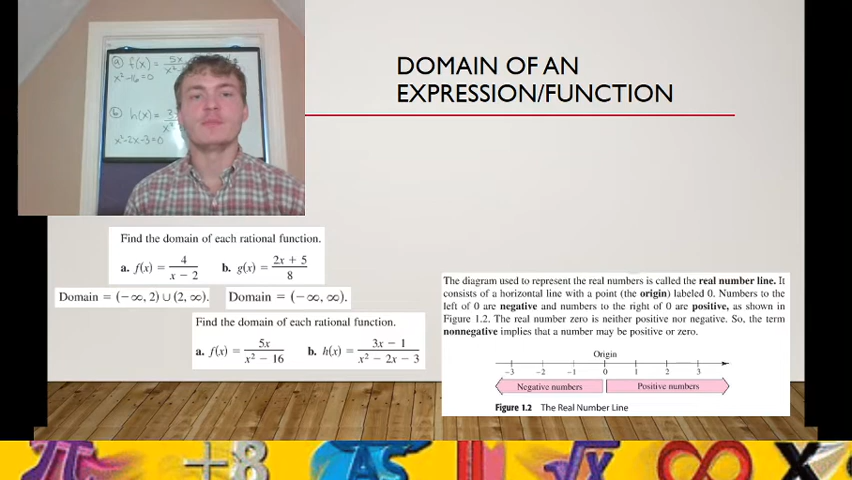 DOMAIN OF AN
EXPRESSION/FUNCTION
ⓐ f(x) = 5x
x²-16=0
ⓑ h(x) = 3
x²-2x-3=0
Find the domain of each rational function.
a. f(x) = 4 / (x − 2) b. g(x) = (2x + 5) / 8
Domain = (−∞, 2) ∪ (2, ∞). Domain = (−∞, ∞).
Find the domain of each rational function.
a. f(x) = 5x / (x² − 16) b. h(x) = (3x − 1) / (x² − 2x − 3)
The diagram used to represent the real numbers is called the real number line. It
consists of a horizontal line with a point (the origin) labeled 0. Numbers to the
left of 0 are negative and numbers to the right of 0 are positive, as shown in
Figure 1.2. The real number zero is neither positive nor negative. So, the term
nonnegative implies that a number may be positive or zero.
Origin
−3 −2 −1 0 1 2 3
Negative numbers Positive numbers
Figure 1.2 The Real Number Line
π +8 AS √x ∞ x